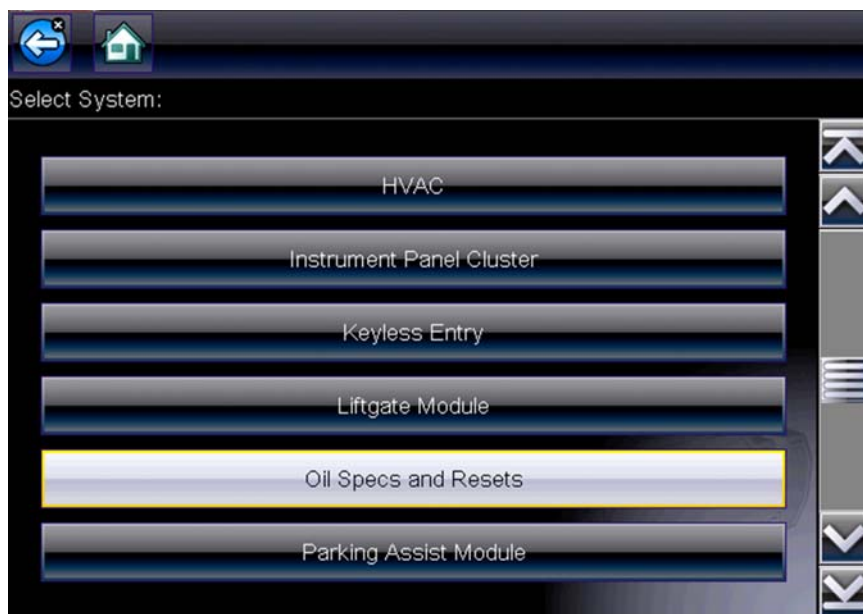 Select System:
HVAC
Instrument Panel Cluster
Keyless Entry
Liftgate Module
Oil Specs and Resets
Parking Assist Module